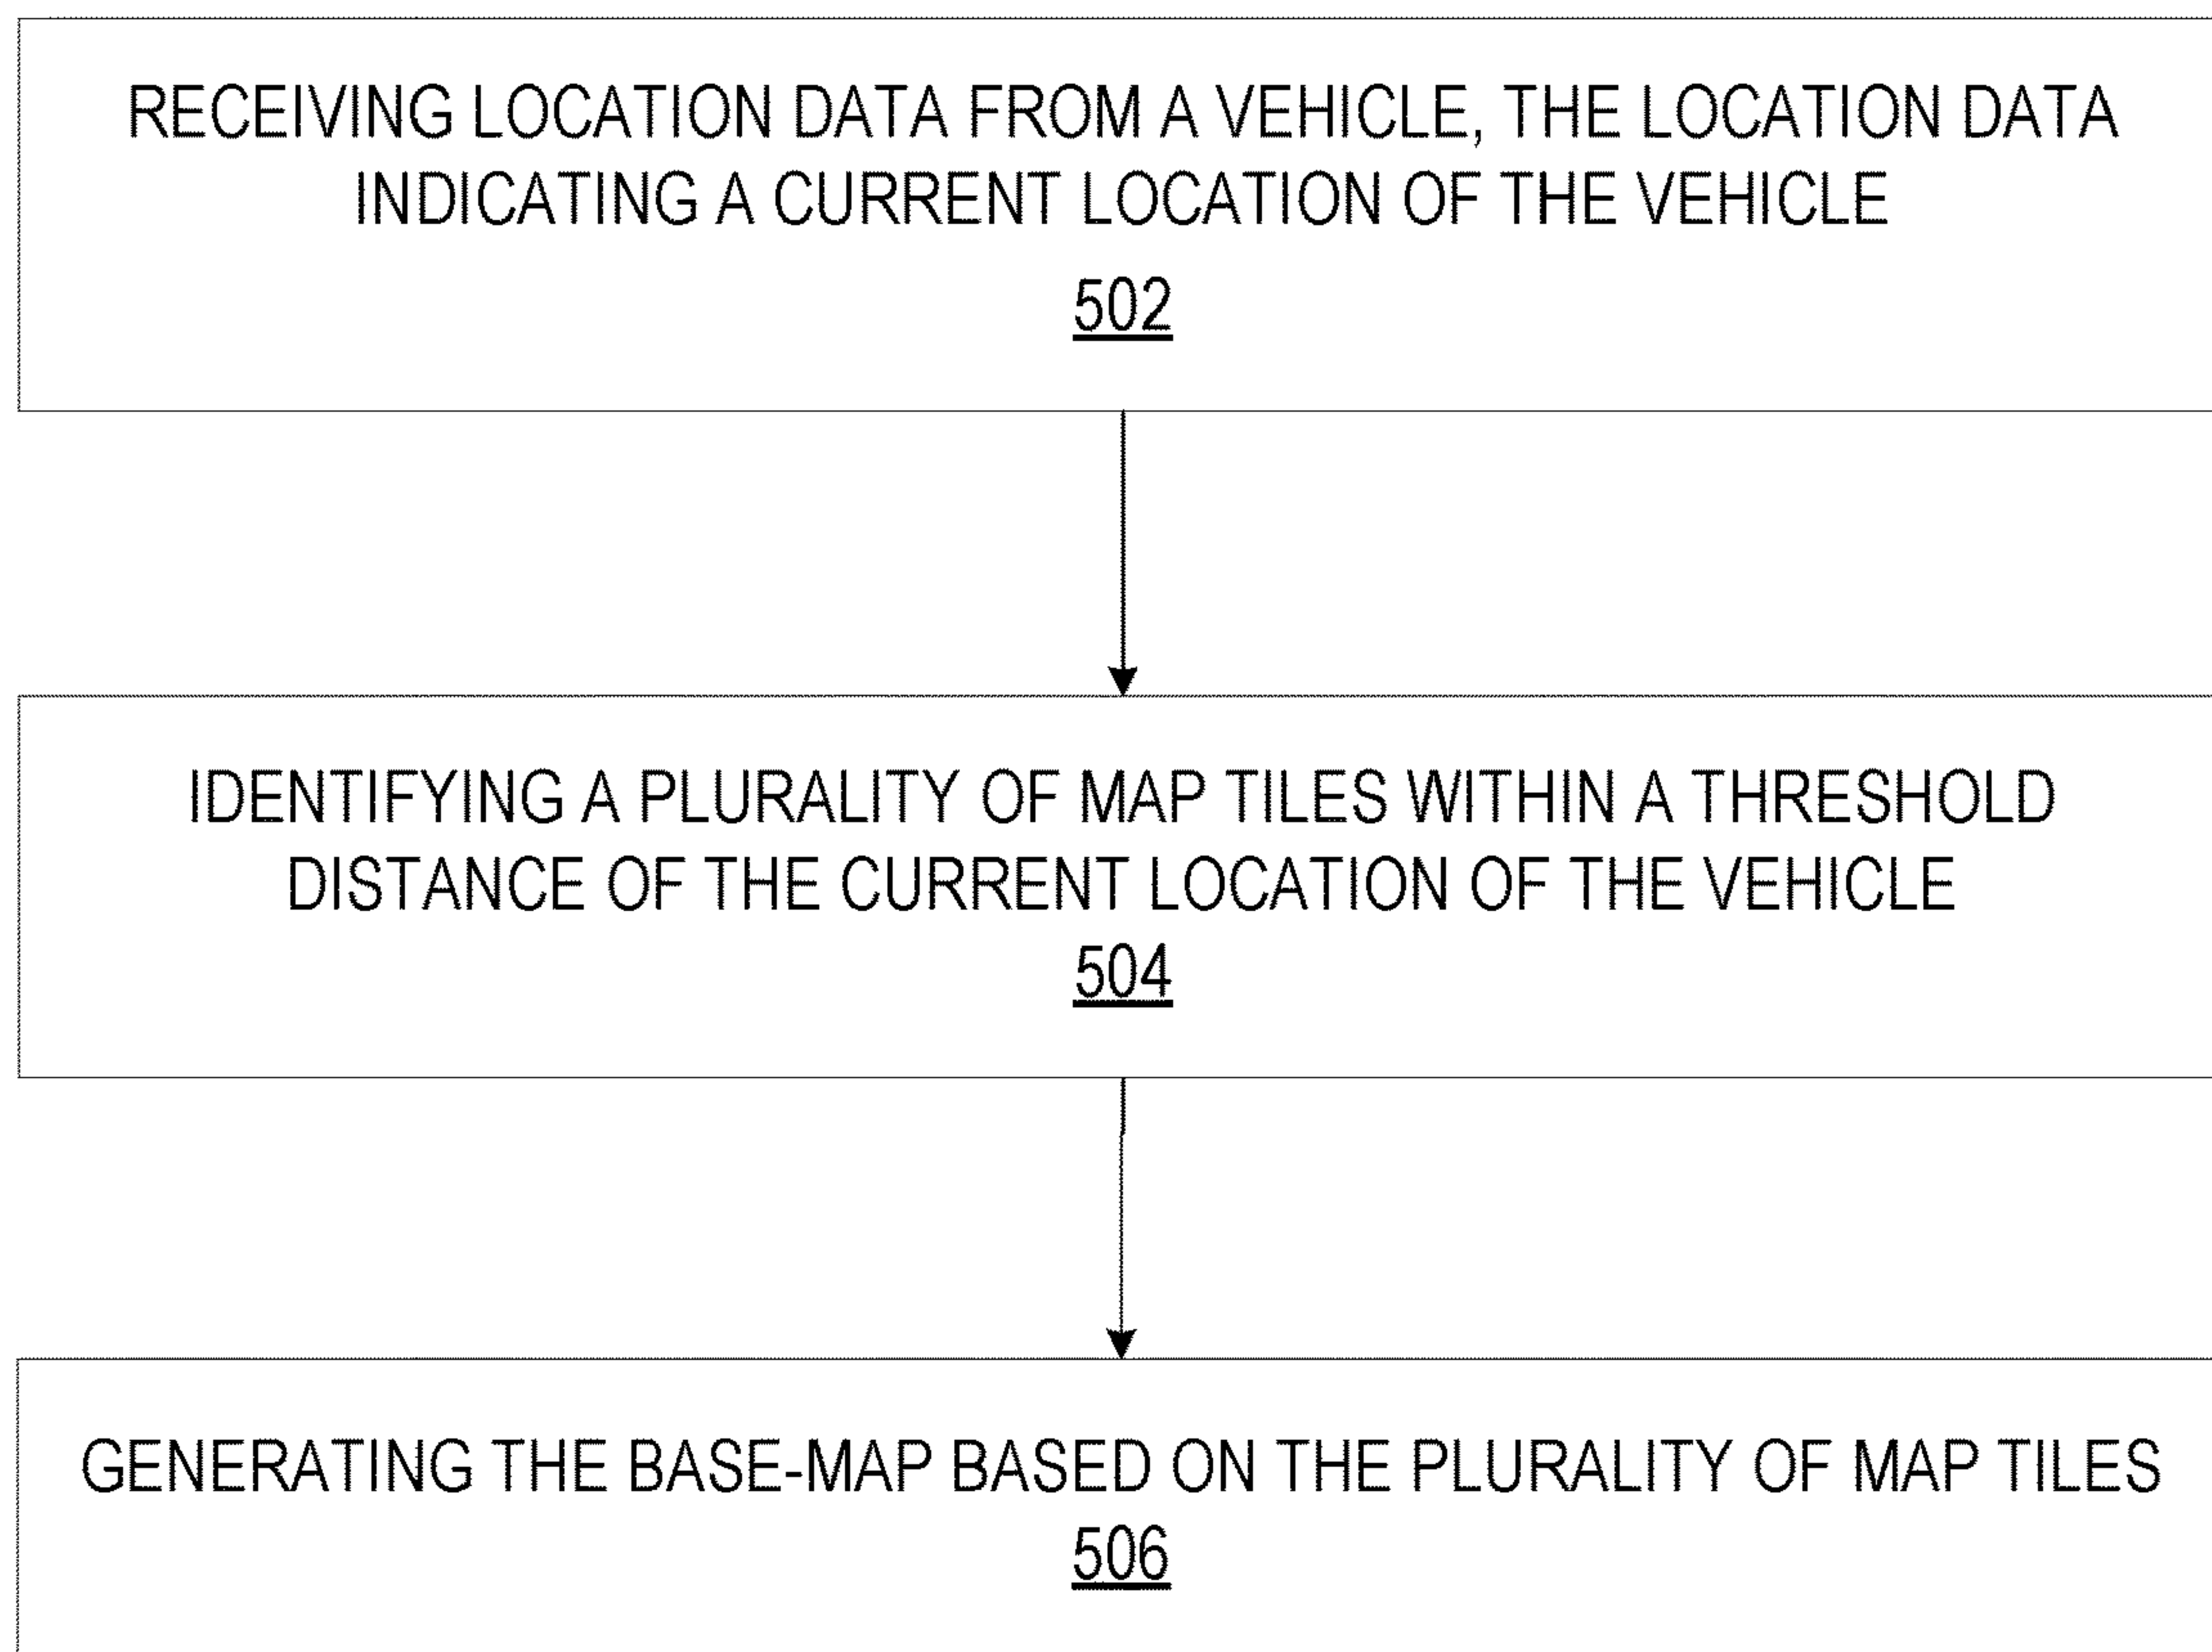 RECEIVING LOCATION DATA FROM A VEHICLE, THE LOCATION DATA
INDICATING A CURRENT LOCATION OF THE VEHICLE
502
IDENTIFYING A PLURALITY OF MAP TILES WITHIN A THRESHOLD
DISTANCE OF THE CURRENT LOCATION OF THE VEHICLE
504
GENERATING THE BASE-MAP BASED ON THE PLURALITY OF MAP TILES
506